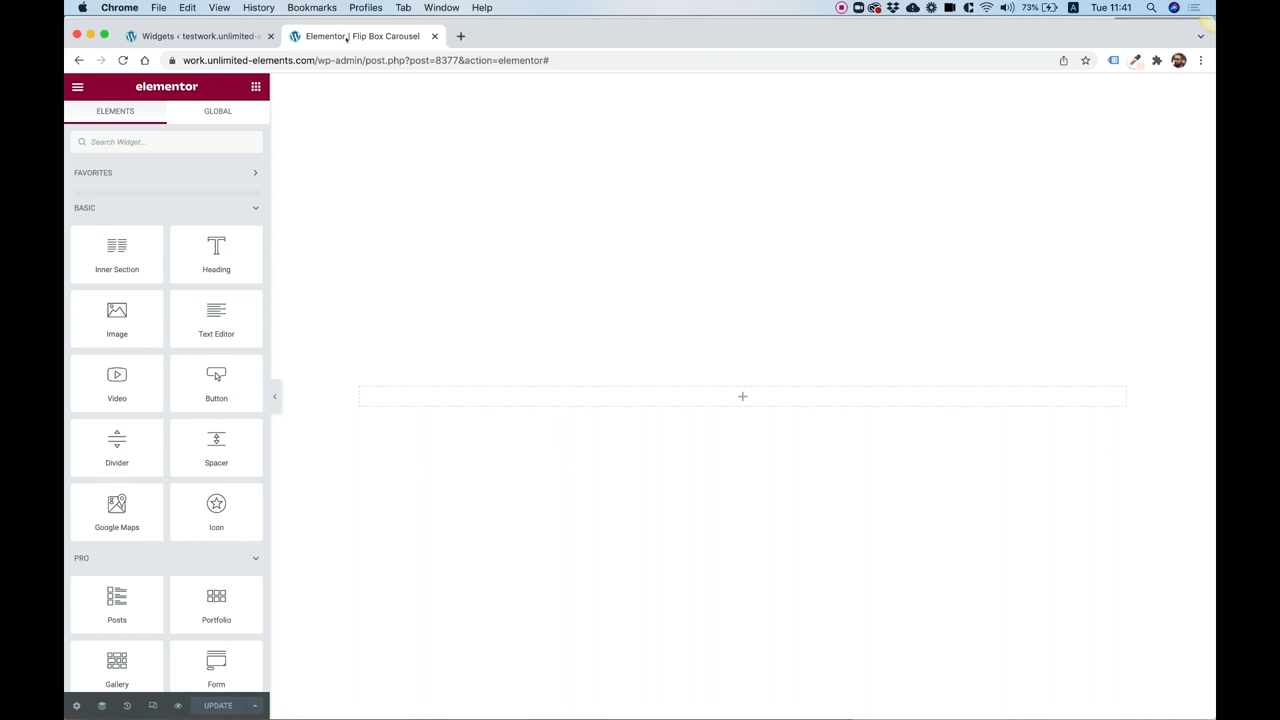 Chrome File Edit View History Bookmarks Profiles Tab Window Help 73% A Tue 11:41
Widgets ‹ testwork.unlimited-e
Elementor | Flip Box Carousel
work.unlimited-elements.com/wp-admin/post.php?post=8377&action=elementor#
elementor
ELEMENTS GLOBAL
Search Widget...
FAVORITES
BASIC
Inner Section Heading
Image Text Editor
Video Button
Divider Spacer
Google Maps Icon
PRO
Posts Portfolio
Gallery Form
UPDATE